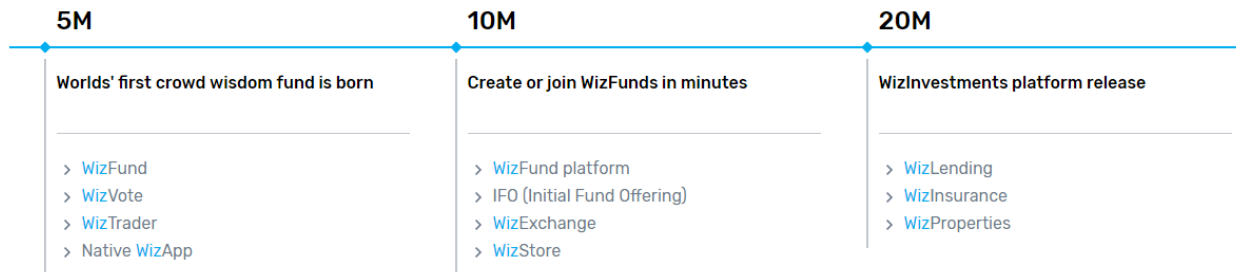 5M
Worlds' first crowd wisdom fund is born
WizFund
WizVote
WizTrader
Native WizApp
10M
Create or join WizFunds in minutes
WizFund platform
IFO (Initial Fund Offering)
WizExchange
WizStore
20M
WizInvestments platform release
WizLending
WizInsurance
WizProperties